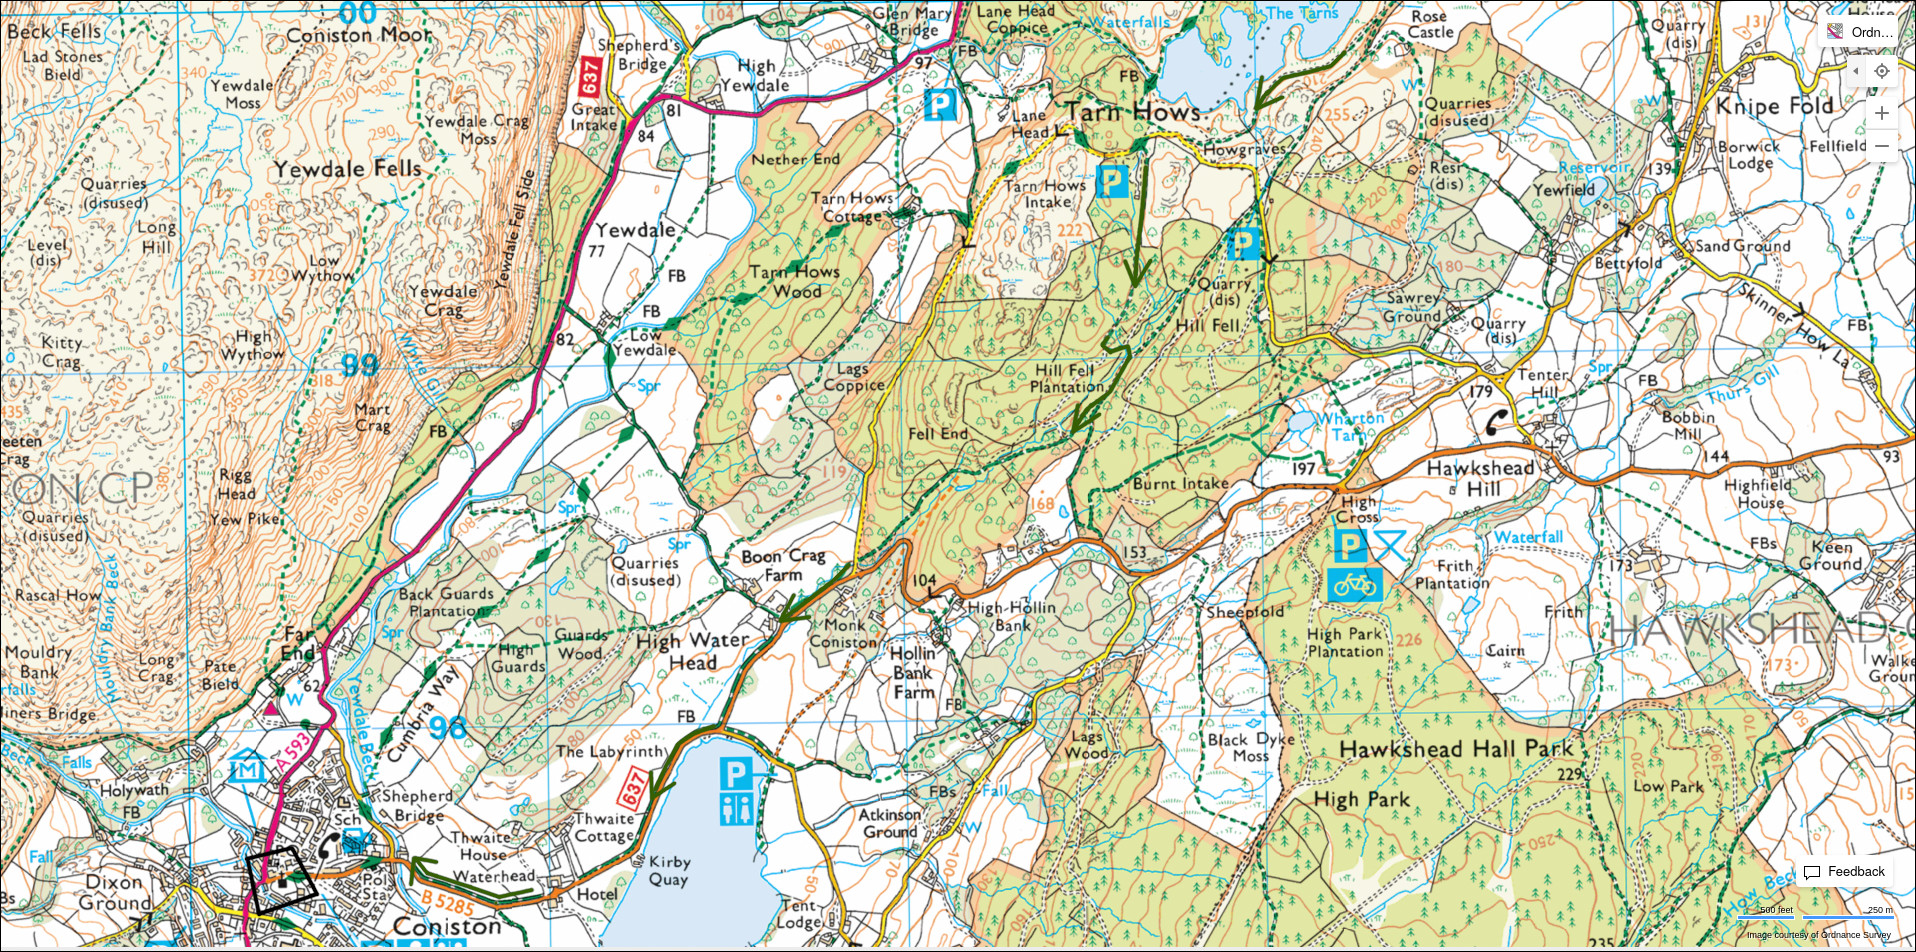 Beck Fells
Lad Stones
Bield
00
Coniston Moor
340
Yewdale
Moss
290
Yewdale Crag
Moss
Yewdale Fells
Quarries
(disused)
Long
Hill
Level
(dis)
372
Low
Wythow
Yewdale
Crag
Yewdale Fell Side
High
Wythow
Kitty
Crag
99
318
White Gill
Mart
Crag
435
FB
Rigg
Head
Yew Pike
ON CP
Quarries
(disused)
Rascal How
Mouldry Bank Beck
Mouldry
Bank
Long
Crag
Pate
Bield
Far
End
62
W
A593
Miners Bridge
Falls
Holywath
FB
M
Fall
Dixon
Ground
Sch
Shepherd
Bridge
Pol
Sta
Coniston
B 5285
Thwaite
House
Waterhead
Hotel
Kirby
Quay
Thwaite
Cottage
637
The Labyrinth
FB
98
Cumbria Way
Yewdale Beck
Spr
Back Guards
Plantation
High
Guards
Guards
Wood
High Water
Head
Boon Crag
Farm
Monk
Coniston
Quarries
(disused)
Spr
Spr
Spr
Low
Yewdale
82
FB
FB
77
Yewdale
637
Shepherd's
Bridge
Great
Intake
81
84
High
Yewdale
104
Glen Mary
Bridge
97
FB
P
Lane Head
Coppice
Waterfalls
The Tarns
Rose
Castle
Nether End
Lane
Head
FB
Tarn Hows
Howgraves
255
240
220
Tarn Hows
Cottage
Tarn Hows
Intake
P
222
Tarn Hows
Wood
Lags
Coppice
119
Fell End
Hill Fell
Plantation
Hill Fell
Quarry
(dis)
P
168
Burnt Intake
104
High Hollin
Bank
153
Hollin
Bank
Farm
FB
Lags
Wood
FBs
Fall
W
Atkinson
Ground
Tent
Lodge
P
Sheepfold
Black Dyke
Moss
High Park
High Park
Plantation
226
Hawkshead Hall Park
229
Low Park
235
How Beck
Cairn
Frith
Frith
Plantation
Waterfall
173
FBs
Keen
Ground
HAWKSHEAD
173
High
Cross
P
197
Wharton
Tarn
Hawkshead
Hill
179
Tenter
Hill
Quarry
(dis)
Sawrey
Ground
180
Spr
FB
Thurs Gill
Bobbin
Mill
144
93
Highfield
House
Skinner How La
FB
Sand Ground
Bettyfold
Yewfield
Reservoir
Resr
(dis)
Quarries
(disused)
W
W
139
Borwick
Lodge
Fellfield
Knipe Fold
131
Quarry
(dis)
Ordn...
Feedback
500 feet
250 m
Image courtesy of Ordnance Survey